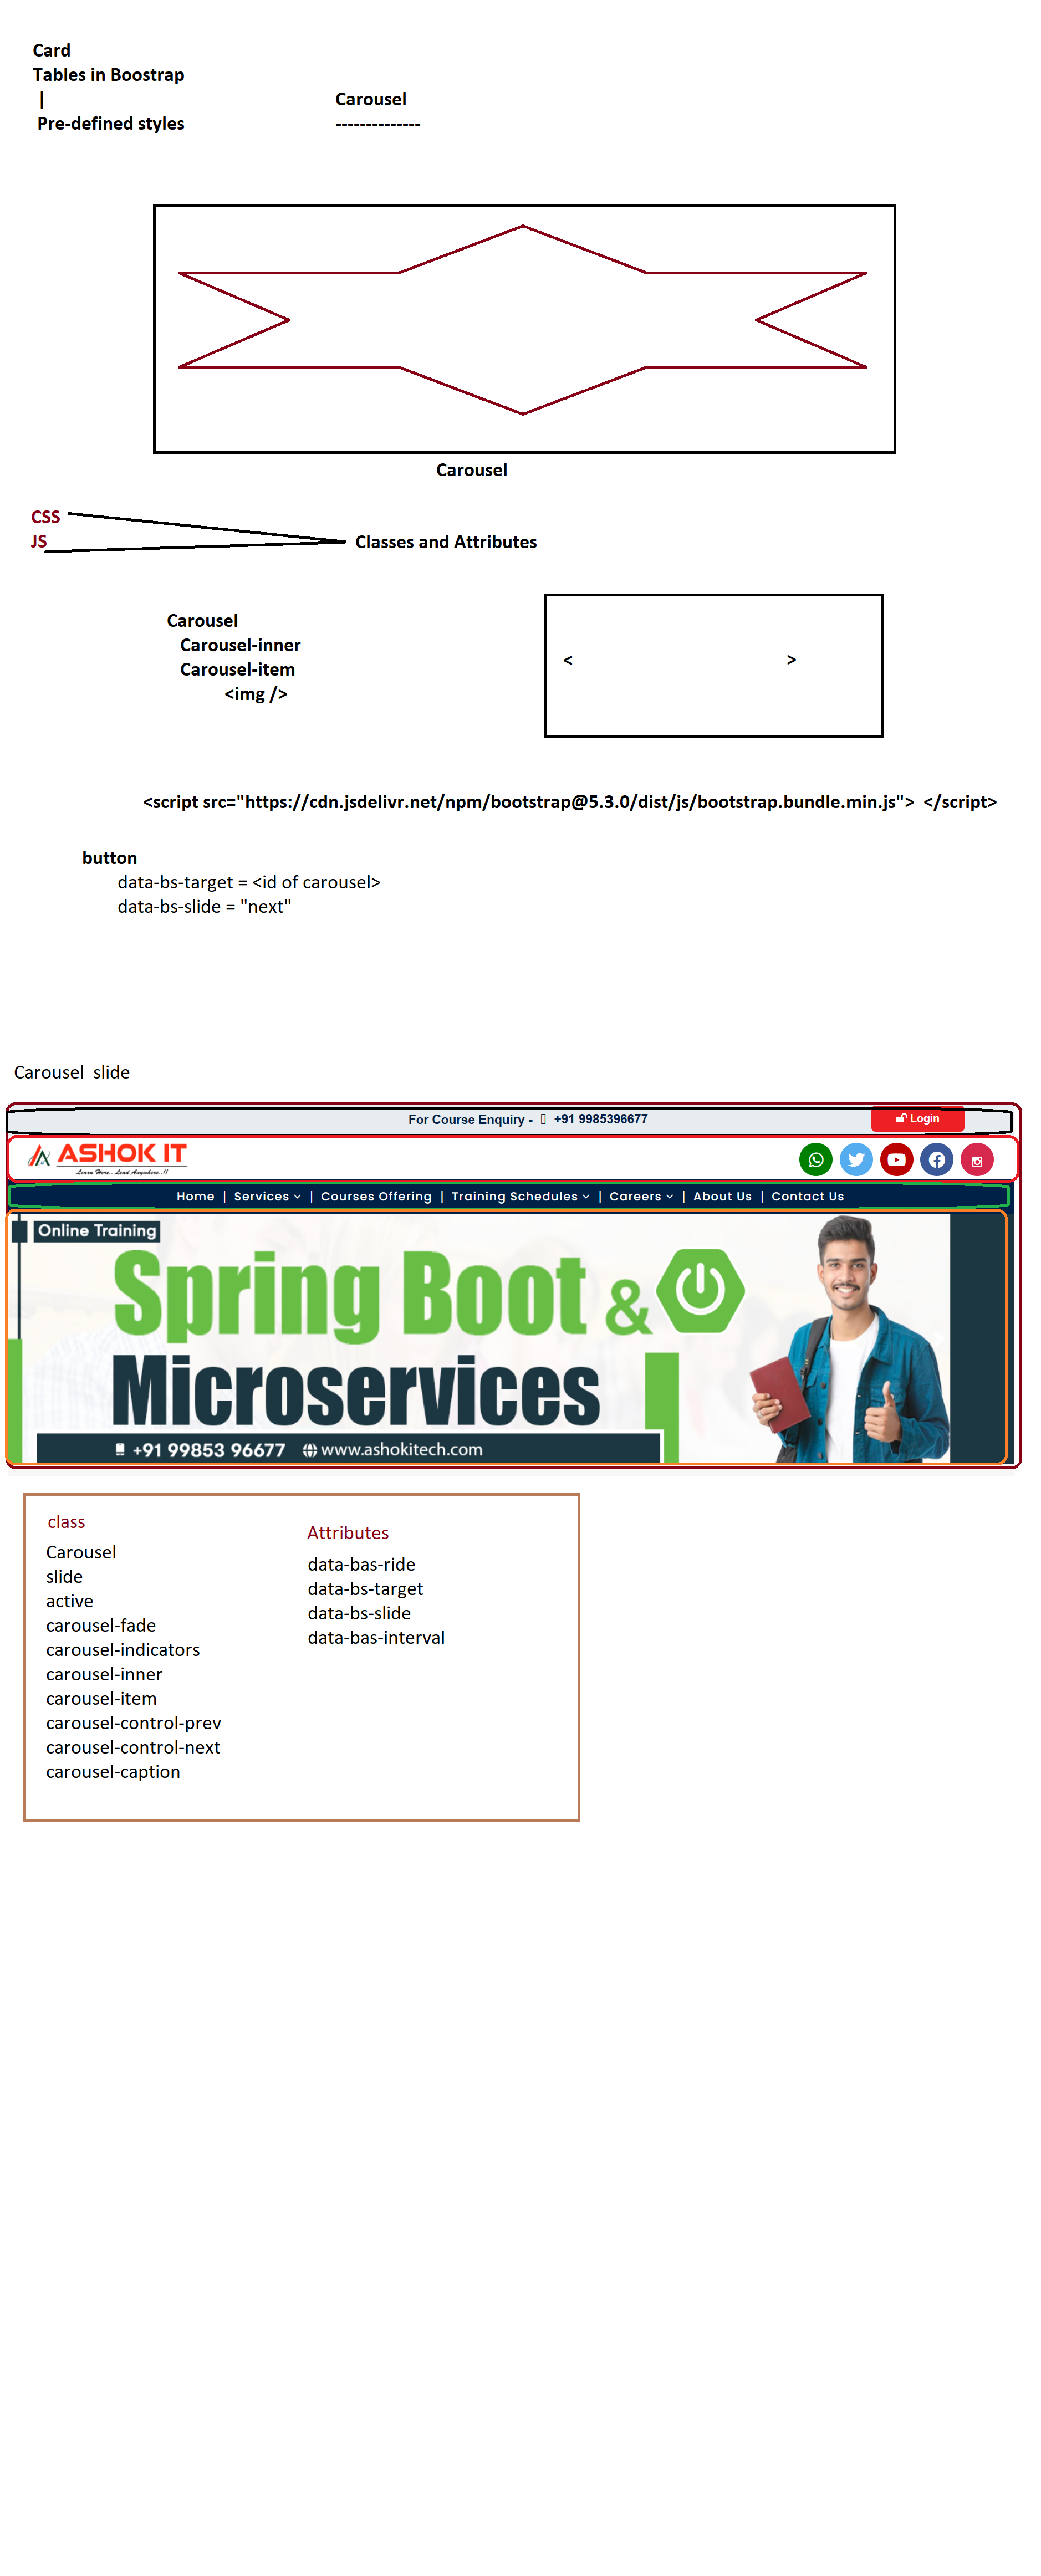 Card
Tables in Boostrap
|
Pre-defined styles
Carousel
--------------
Carousel
CSS
JS
Classes and Attributes
Carousel
Carousel-inner
Carousel-item
<img />
< >
<script src="https://cdn.jsdelivr.net/npm/bootstrap@5.3.0/dist/js/bootstrap.bundle.min.js"> </script>
button
data-bs-target = <id of carousel>
data-bs-slide = "next"
Carousel slide
For Course Enquiry - +91 9985396677
Login
ASHOK IT
Learn Here.. Lead Anywhere..!!
Home | Services | Courses Offering | Training Schedules | Careers | About Us | Contact Us
Online Training
Spring Boot &
Microservices
+91 99853 96677 www.ashokitech.com
class
Carousel
slide
active
carousel-fade
carousel-indicators
carousel-inner
carousel-item
carousel-control-prev
carousel-control-next
carousel-caption
Attributes
data-bas-ride
data-bs-target
data-bs-slide
data-bas-interval